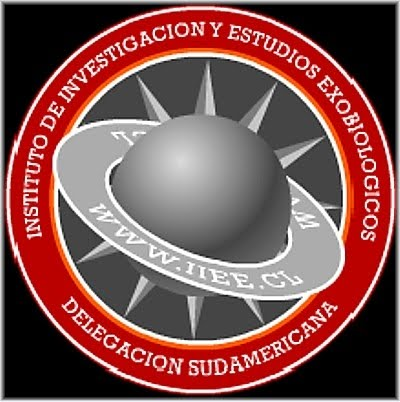 INSTITUTO DE INVESTIGACION Y ESTUDIOS EXOBIOLOGICOS
WWW.IIEE.CL
DELEGACION SUDAMERICANA